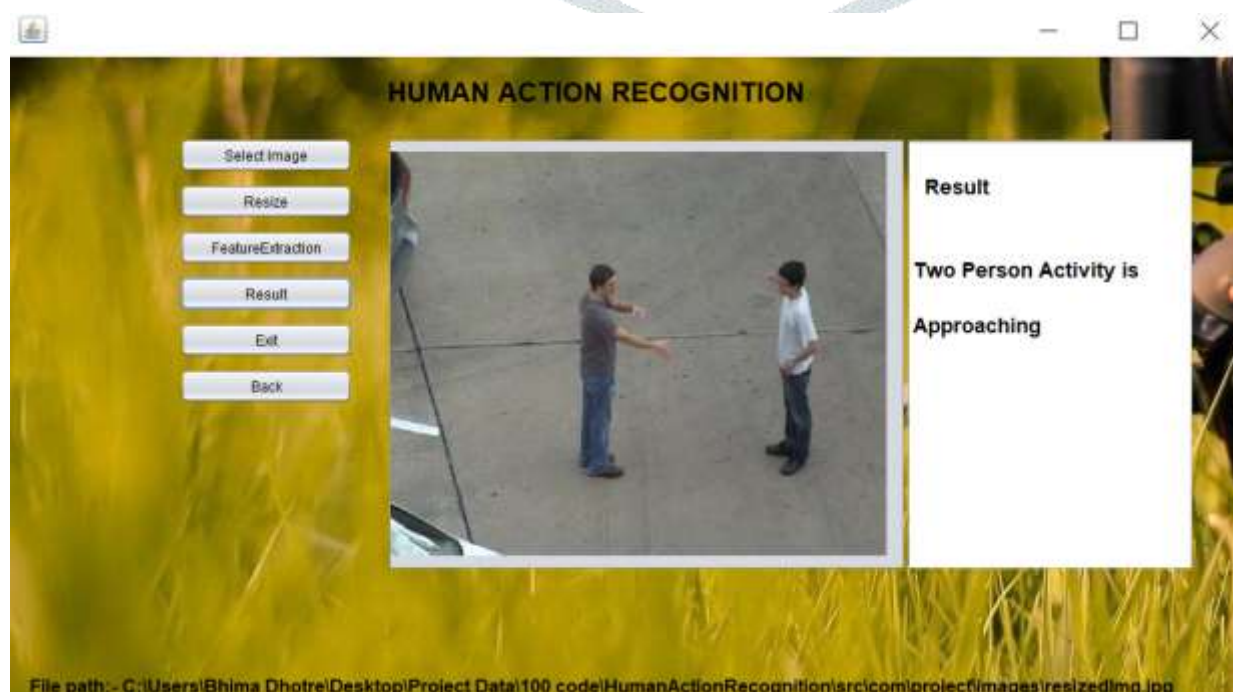 HUMAN ACTION RECOGNITION
Select Image
Resize
FeatureExtraction
Result
Exit
Back
Result
Two Person Activity is
Approaching
File path:- C:\Users\Bhima Dhotre\Desktop\Project Data\100 code\HumanActionRecognition\src\com\project\images\resizedImg.jpg